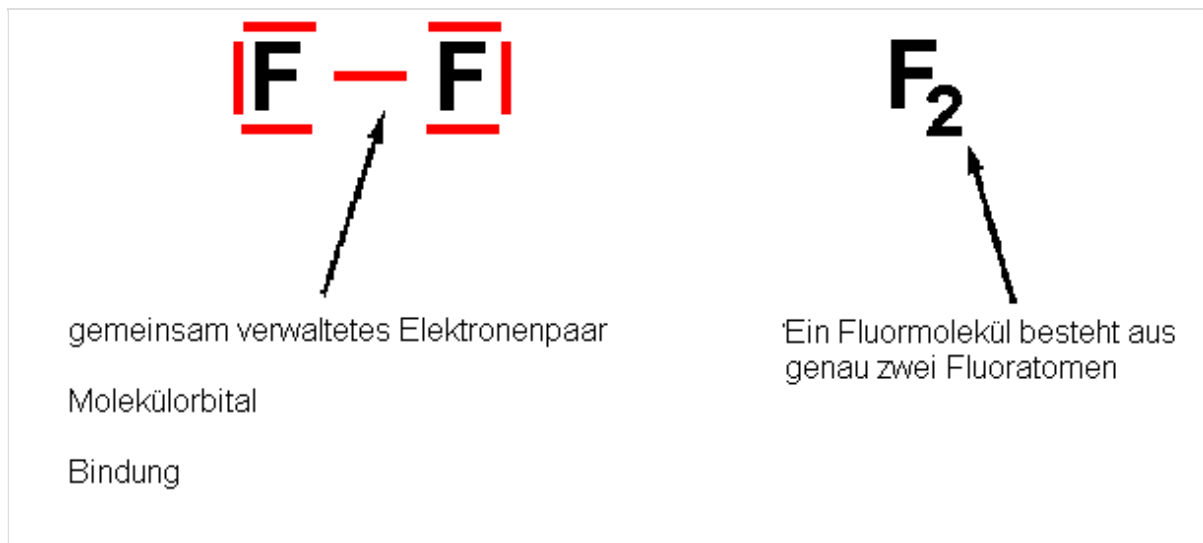 F — F
F₂
gemeinsam verwaltetes Elektronenpaar
Molekülorbital
Bindung
Ein Fluormolekül besteht aus
genau zwei Fluoratomen